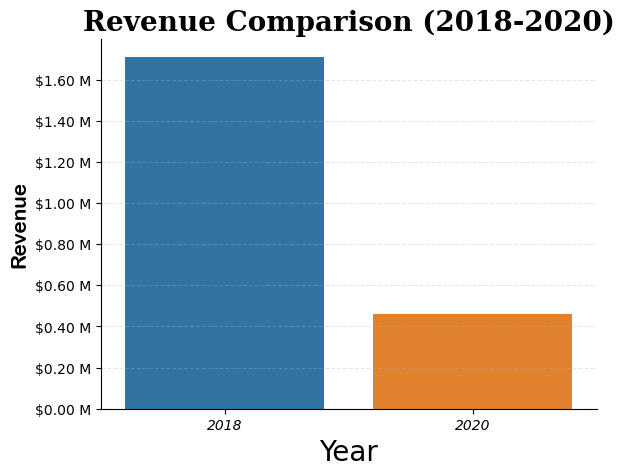 Revenue Comparison (2018-2020)
Revenue
$1.60 M
$1.40 M
$1.20 M
$1.00 M
$0.80 M
$0.60 M
$0.40 M
$0.20 M
$0.00 M
2018 2020
Year